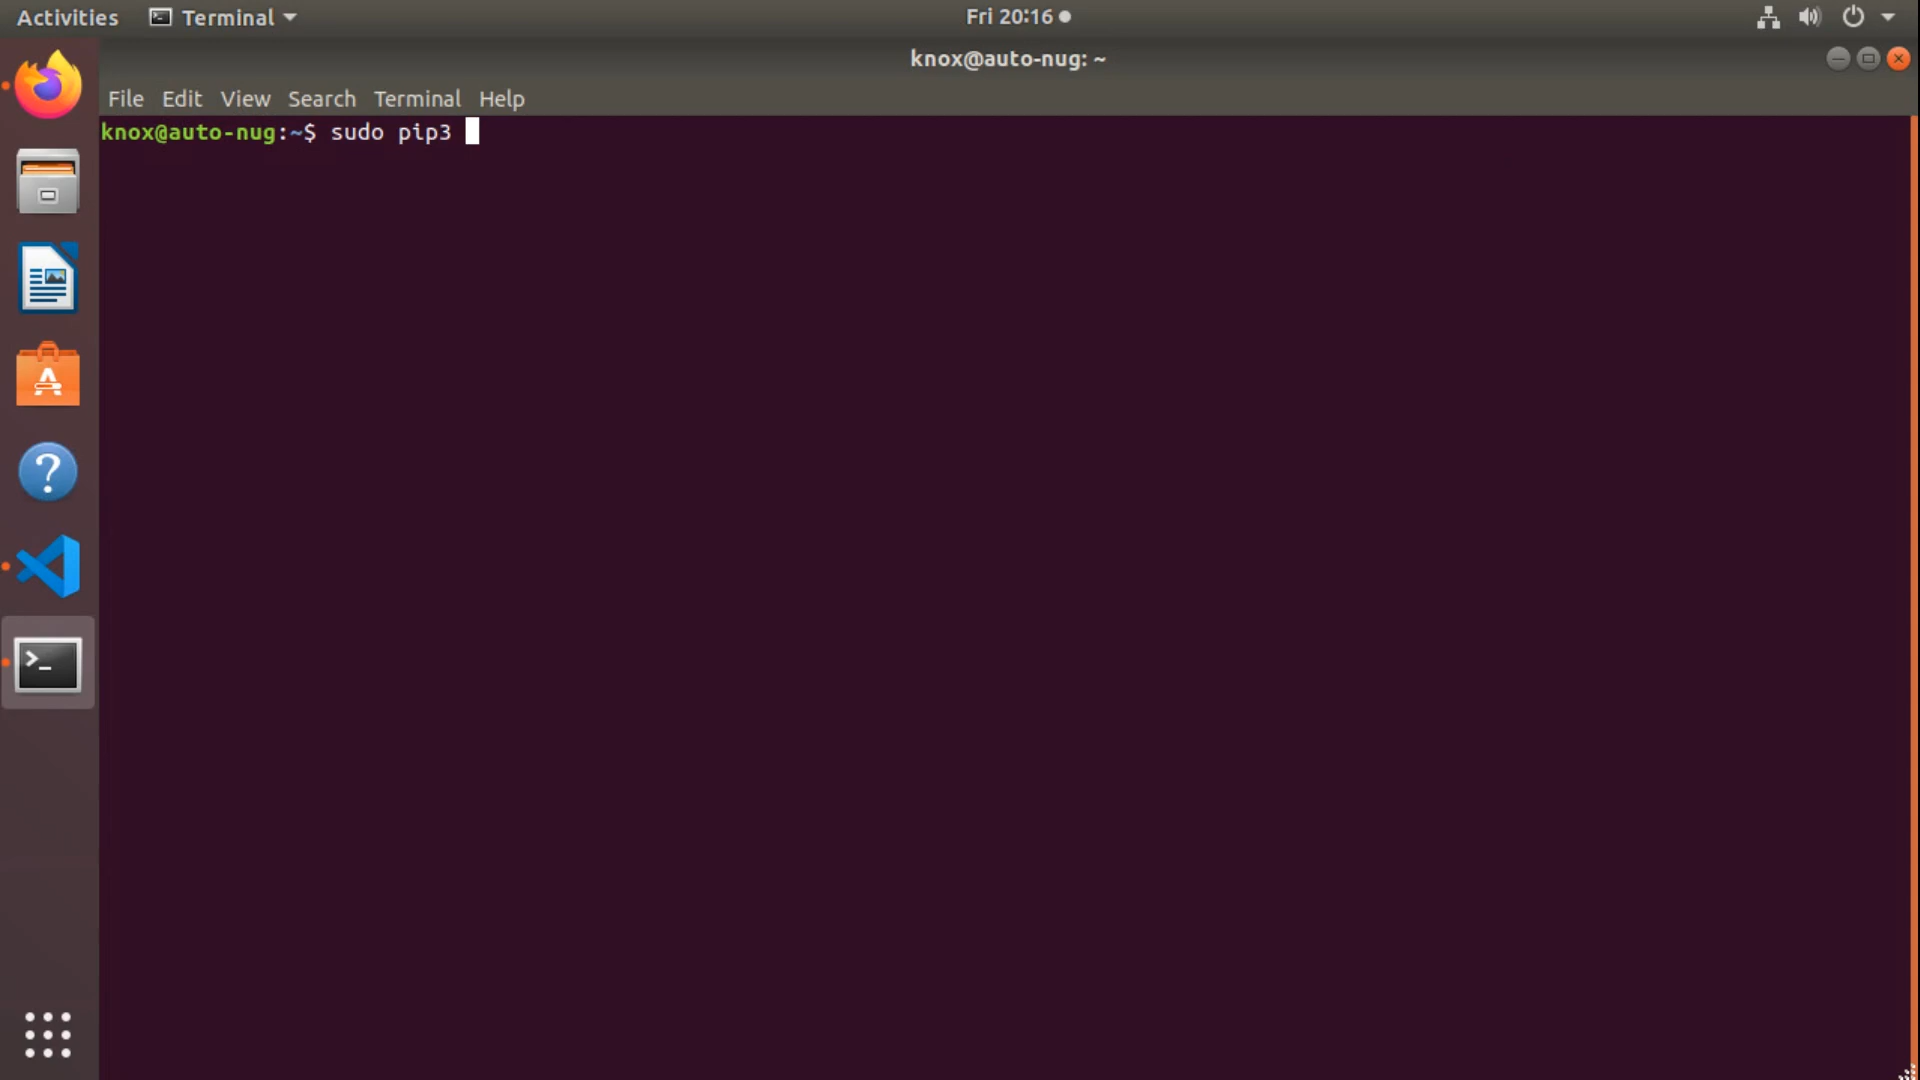 Activities Terminal Fri 20:16
knox@auto-nug: ~
File Edit View Search Terminal Help
knox@auto-nug:~$ sudo pip3